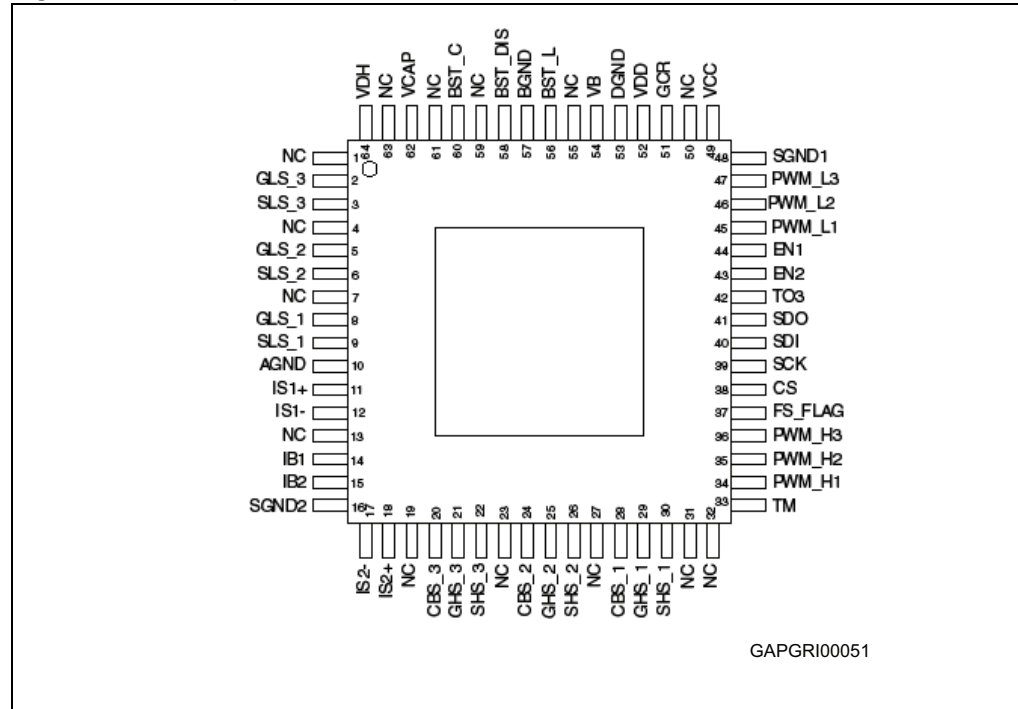 VDH
NC
VCAP
NC
BST_C
NC
BST_DIS
BGND
BST_L
NC
VB
DGND
VDD
GCR
NC
VCC
64
63
62
61
60
59
58
57
56
55
54
53
52
51
50
49
NC 1
GLS_3 2
SLS_3 3
NC 4
GLS_2 5
SLS_2 6
NC 7
GLS_1 8
SLS_1 9
AGND 10
IS1+ 11
IS1- 12
NC 13
IB1 14
IB2 15
SGND2 16
48 SGND1
47 PWM_L3
46 PWM_L2
45 PWM_L1
44 EN1
43 EN2
42 TO3
41 SDO
40 SDI
39 SCK
38 CS
37 FS_FLAG
36 PWM_H3
35 PWM_H2
34 PWM_H1
33 TM
17
18
19
20
21
22
23
24
25
26
27
28
29
30
31
32
IS2-
IS2+
NC
CBS_3
GHS_3
SHS_3
NC
CBS_2
GHS_2
SHS_2
NC
CBS_1
GHS_1
SHS_1
NC
NC
GAPGRI00051